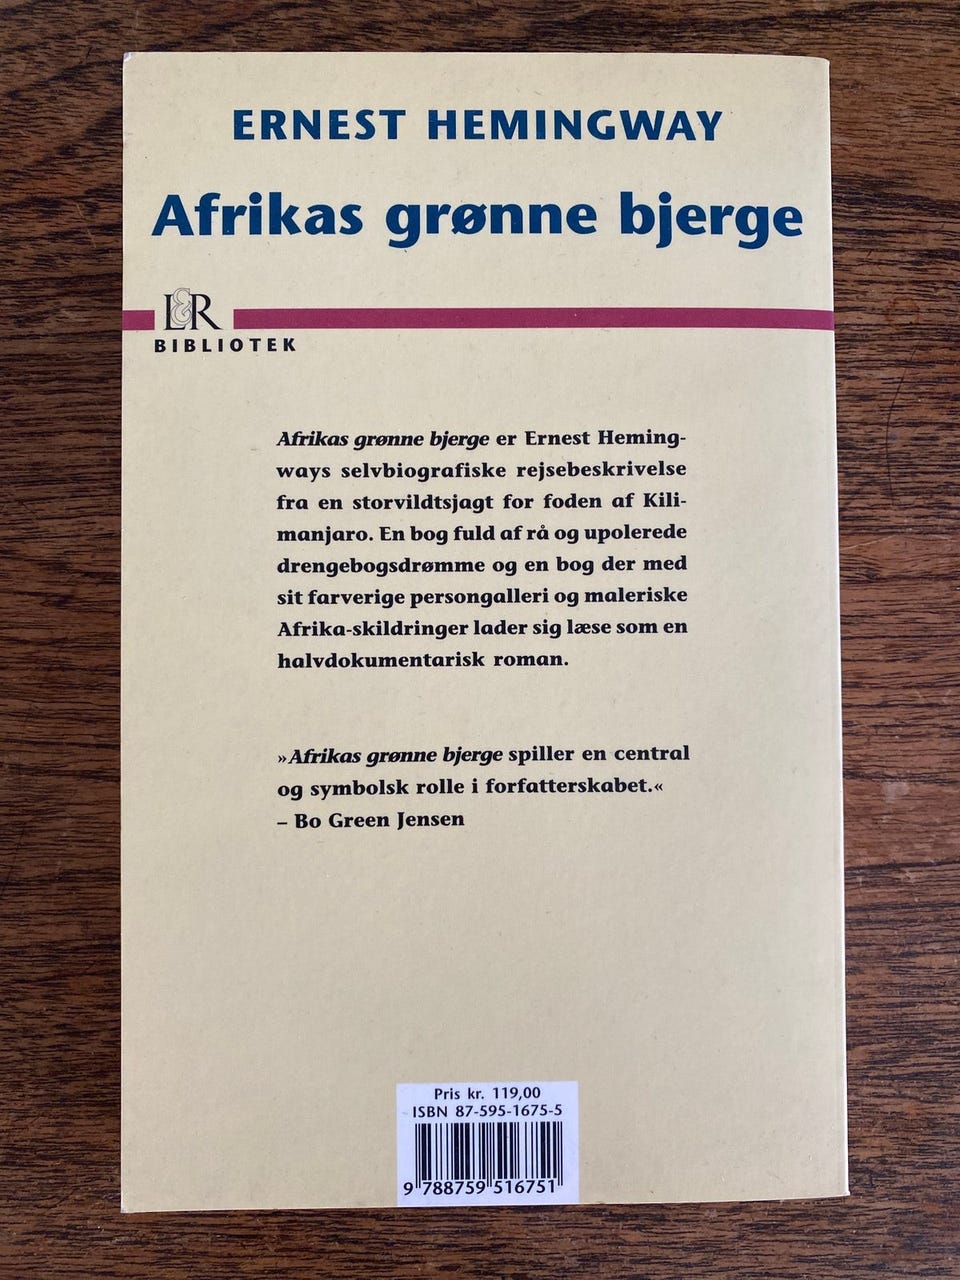 ERNEST HEMINGWAY
Afrikas grønne bjerge
L&R
BIBLIOTEK
Afrikas grønne bjerge er Ernest Heming-
ways selvbiografiske rejsebeskrivelse
fra en storvildtsjagt for foden af Kili-
manjaro. En bog fuld af rå og upolerede
drengebogsdrømme og en bog der med
sit farverige persongalleri og maleriske
Afrika-skildringer lader sig læse som en
halvdokumentarisk roman.
»Afrikas grønne bjerge spiller en central
og symbolsk rolle i forfatterskabet.«
– Bo Green Jensen
Pris kr. 119,00
ISBN 87-595-1675-5
9 788759 516751